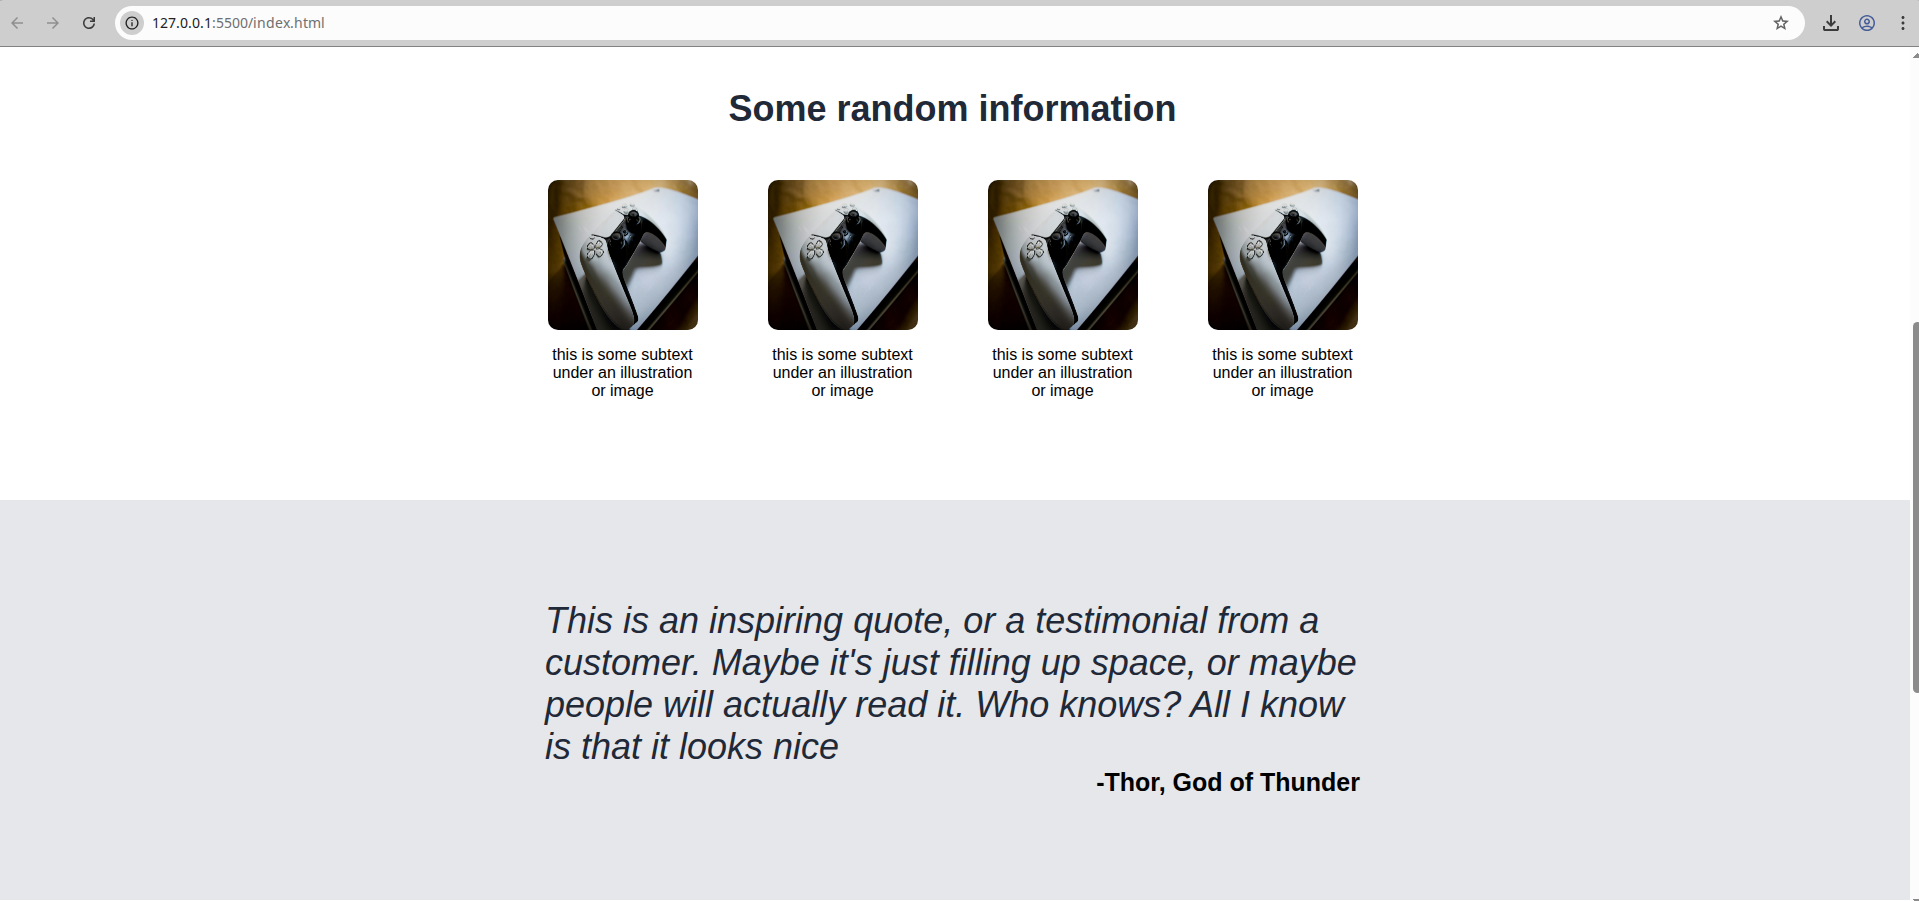 127.0.0.1:5500/index.html
Some random information
this is some subtext
under an illustration
or image
this is some subtext
under an illustration
or image
this is some subtext
under an illustration
or image
this is some subtext
under an illustration
or image
This is an inspiring quote, or a testimonial from a
customer. Maybe it's just filling up space, or maybe
people will actually read it. Who knows? All I know
is that it looks nice
-Thor, God of Thunder